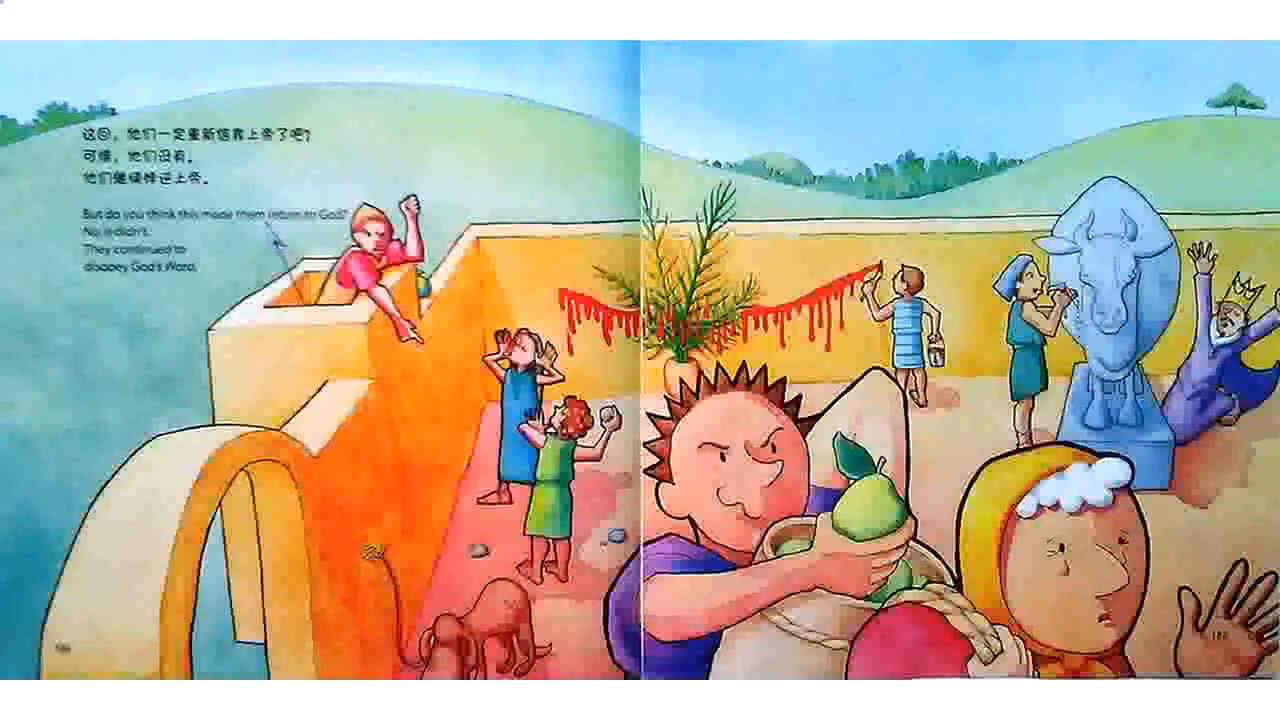 这回，他们一定重新信靠上帝了吧？
可惜，他们没有。
他们继续悖逆上帝。
But do you think this made them return to God?
No, it didn't.
They continued to
disobey God's Word.